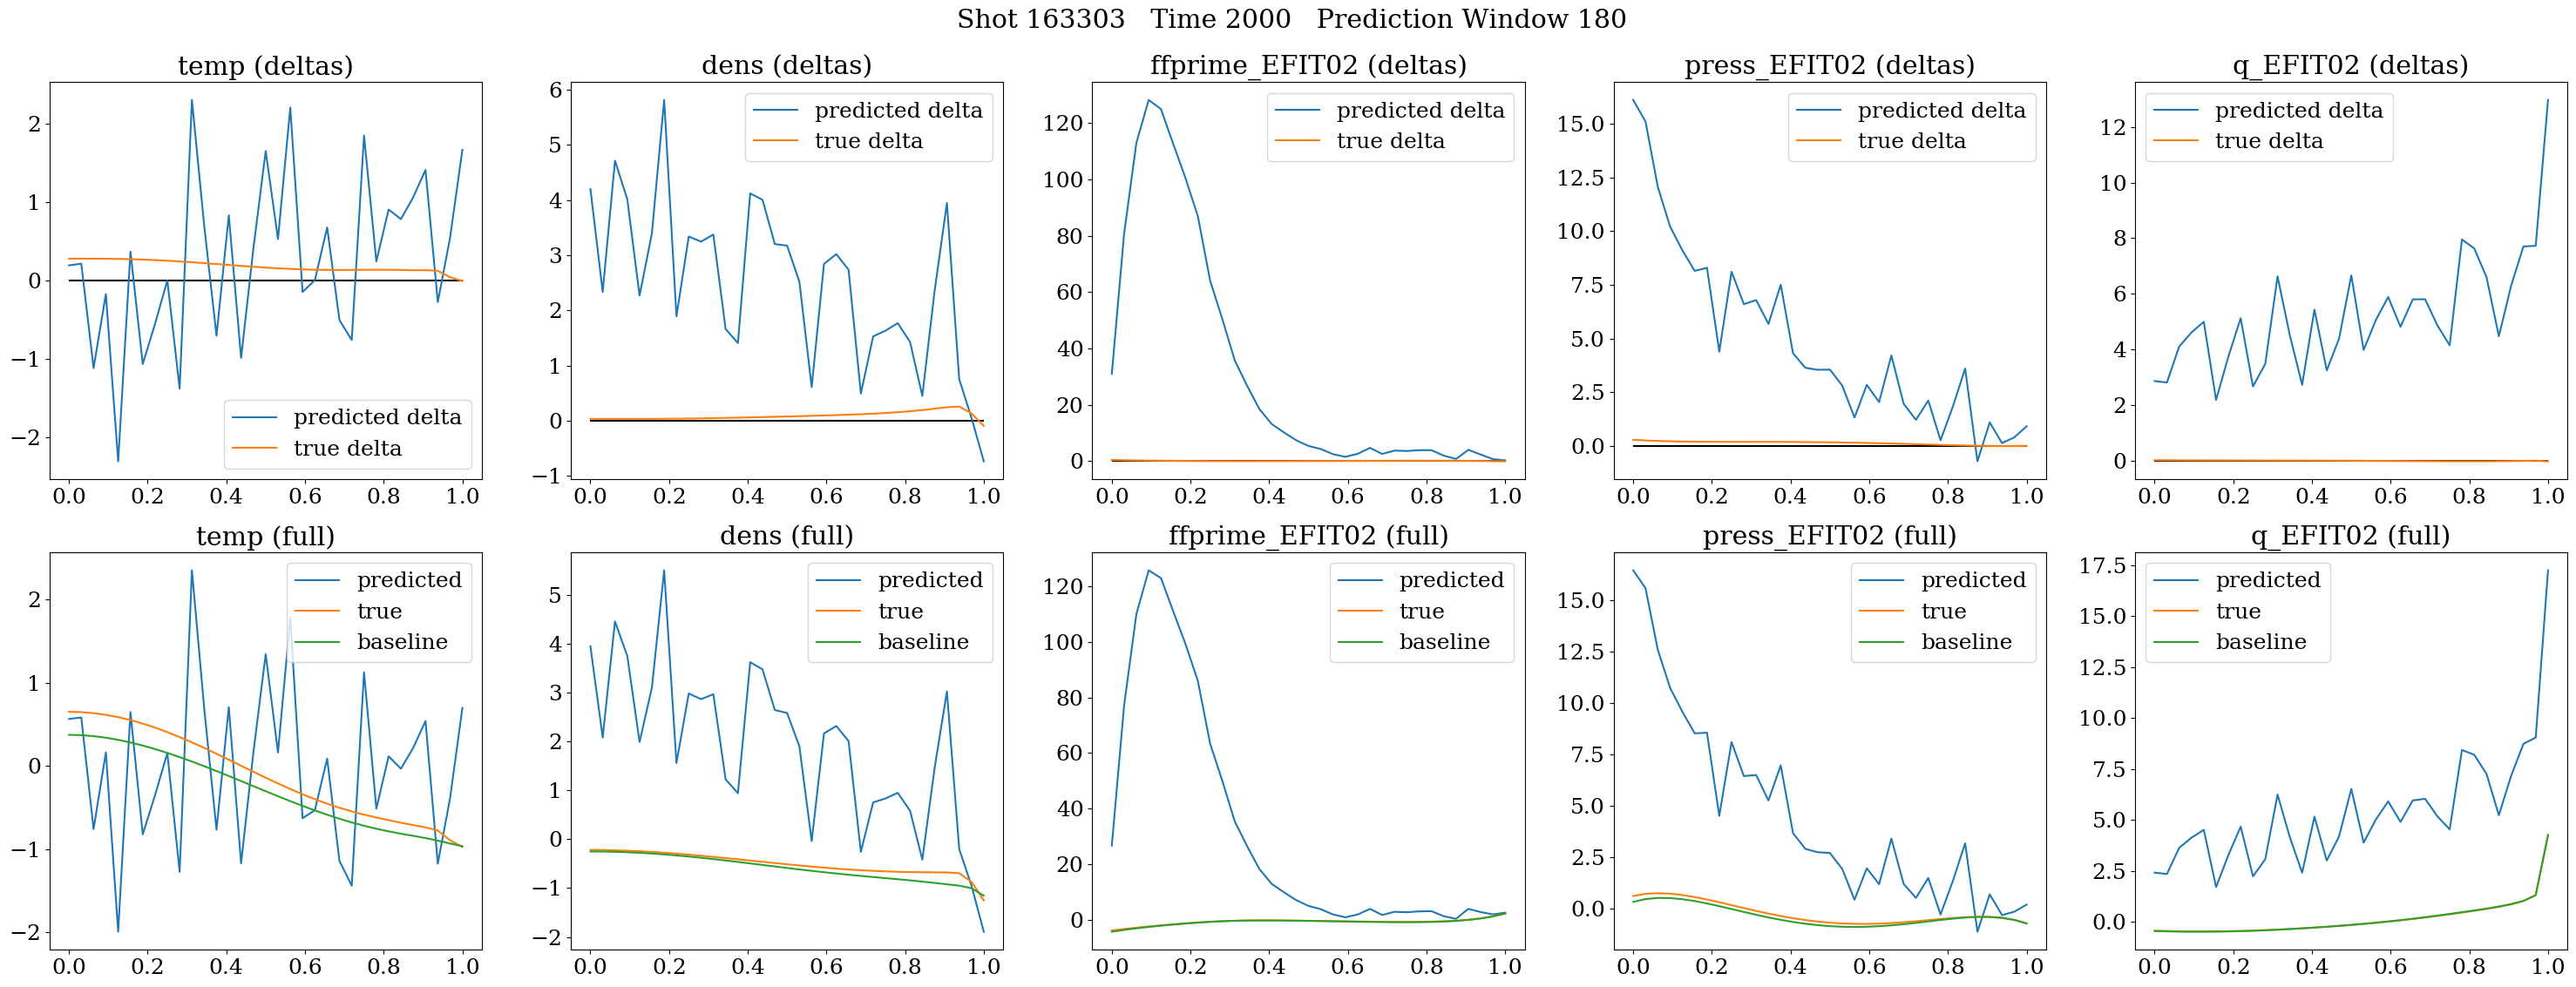 Shot 163303   Time 2000   Prediction Window 180
temp (deltas)
2
1
0
−1
−2
0.0 0.2 0.4 0.6 0.8 1.0
predicted delta
true delta
dens (deltas)
6
5
4
3
2
1
0
−1
0.0 0.2 0.4 0.6 0.8 1.0
predicted delta
true delta
ffprime_EFIT02 (deltas)
120
100
80
60
40
20
0
0.0 0.2 0.4 0.6 0.8 1.0
predicted delta
true delta
press_EFIT02 (deltas)
15.0
12.5
10.0
7.5
5.0
2.5
0.0
0.0 0.2 0.4 0.6 0.8 1.0
predicted delta
true delta
q_EFIT02 (deltas)
12
10
8
6
4
2
0
0.0 0.2 0.4 0.6 0.8 1.0
predicted delta
true delta
temp (full)
2
1
0
−1
−2
0.0 0.2 0.4 0.6 0.8 1.0
predicted
true
baseline
dens (full)
5
4
3
2
1
0
−1
−2
0.0 0.2 0.4 0.6 0.8 1.0
predicted
true
baseline
ffprime_EFIT02 (full)
120
100
80
60
40
20
0
0.0 0.2 0.4 0.6 0.8 1.0
predicted
true
baseline
press_EFIT02 (full)
15.0
12.5
10.0
7.5
5.0
2.5
0.0
0.0 0.2 0.4 0.6 0.8 1.0
predicted
true
baseline
q_EFIT02 (full)
17.5
15.0
12.5
10.0
7.5
5.0
2.5
0.0
0.0 0.2 0.4 0.6 0.8 1.0
predicted
true
baseline